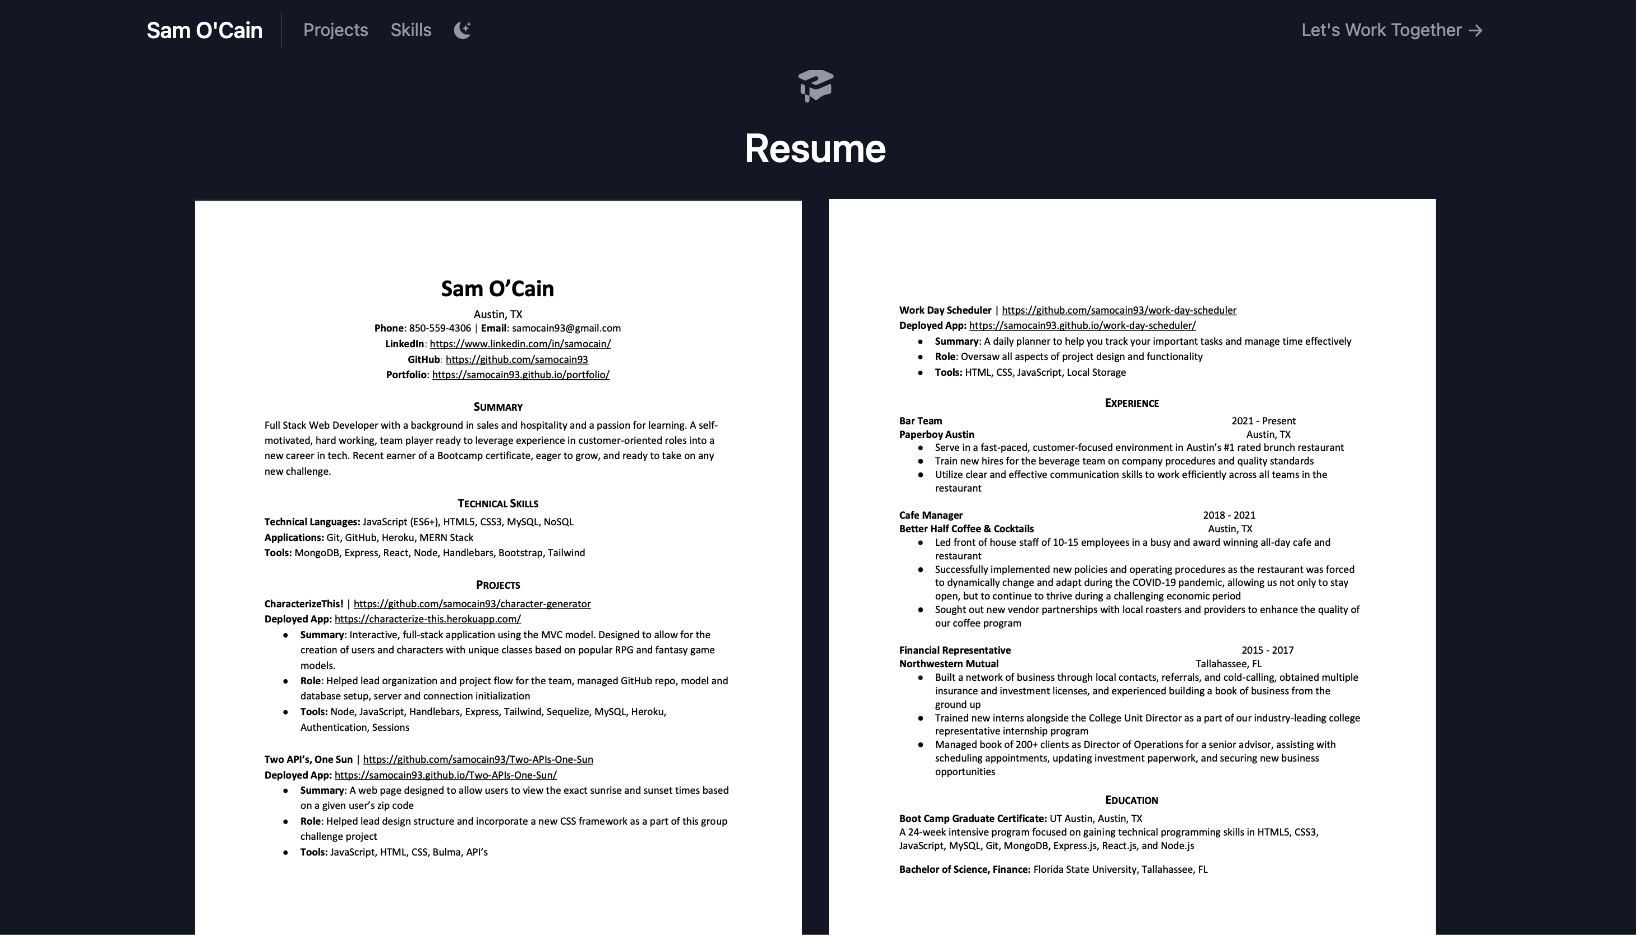 Sam O'Cain
Projects
Skills
Let's Work Together →
Resume
Sam O’Cain
Austin, TX
Phone: 850-559-4306 | Email: samocain93@gmail.com
LinkedIn: https://www.linkedin.com/in/samocain/
GitHub: https://github.com/samocain93
Portfolio: https://samocain93.github.io/portfolio/
SUMMARY
Full Stack Web Developer with a background in sales and hospitality and a passion for learning. A self-
motivated, hard working, team player ready to leverage experience in customer-oriented roles into a
new career in tech. Recent earner of a Bootcamp certificate, eager to grow, and ready to take on any
new challenge.
TECHNICAL SKILLS
Technical Languages: JavaScript (ES6+), HTML5, CSS3, MySQL, NoSQL
Applications: Git, GitHub, Heroku, MERN Stack
Tools: MongoDB, Express, React, Node, Handlebars, Bootstrap, Tailwind
PROJECTS
CharacterizeThis! | https://github.com/samocain93/character-generator
Deployed App: https://characterize-this.herokuapp.com/
● Summary: Interactive, full-stack application using the MVC model. Designed to allow for the
creation of users and characters with unique classes based on popular RPG and fantasy game
models.
● Role: Helped lead organization and project flow for the team, managed GitHub repo, model and
database setup, server and connection initialization
● Tools: Node, JavaScript, Handlebars, Express, Tailwind, Sequelize, MySQL, Heroku,
Authentication, Sessions
Two API’s, One Sun | https://github.com/samocain93/Two-APIs-One-Sun
Deployed App: https://samocain93.github.io/Two-APIs-One-Sun/
● Summary: A web page designed to allow users to view the exact sunrise and sunset times based
on a given user’s zip code
● Role: Helped lead design structure and incorporate a new CSS framework as a part of this group
challenge project
● Tools: JavaScript, HTML, CSS, Bulma, API’s
Work Day Scheduler | https://github.com/samocain93/work-day-scheduler
Deployed App: https://samocain93.github.io/work-day-scheduler/
● Summary: A daily planner to help you track your important tasks and manage time effectively
● Role: Oversaw all aspects of project design and functionality
● Tools: HTML, CSS, JavaScript, Local Storage
EXPERIENCE
Bar Team 2021 - Present
Paperboy Austin Austin, TX
● Serve in a fast-paced, customer-focused environment in Austin’s #1 rated brunch restaurant
● Train new hires for the beverage team on company procedures and quality standards
● Utilize clear and effective communication skills to work efficiently across all teams in the
restaurant
Cafe Manager 2018 - 2021
Better Half Coffee & Cocktails Austin, TX
● Led front of house staff of 10-15 employees in a busy and award winning all-day cafe and
restaurant
● Successfully implemented new policies and operating procedures as the restaurant was forced
to dynamically change and adapt during the COVID-19 pandemic, allowing us not only to stay
open, but to continue to thrive during a challenging economic period
● Sought out new vendor partnerships with local roasters and providers to enhance the quality of
our coffee program
Financial Representative 2015 - 2017
Northwestern Mutual Tallahassee, FL
● Built a network of business through local contacts, referrals, and cold-calling, obtained multiple
insurance and investment licenses, and experienced building a book of business from the
ground up
● Trained new interns alongside the College Unit Director as a part of our industry-leading college
representative internship program
● Managed book of 200+ clients as Director of Operations for a senior advisor, assisting with
scheduling appointments, updating investment paperwork, and securing new business
opportunities
EDUCATION
Boot Camp Graduate Certificate: UT Austin, Austin, TX
A 24-week intensive program focused on gaining technical programming skills in HTML5, CSS3,
JavaScript, MySQL, Git, MongoDB, Express.js, React.js, and Node.js
Bachelor of Science, Finance: Florida State University, Tallahassee, FL